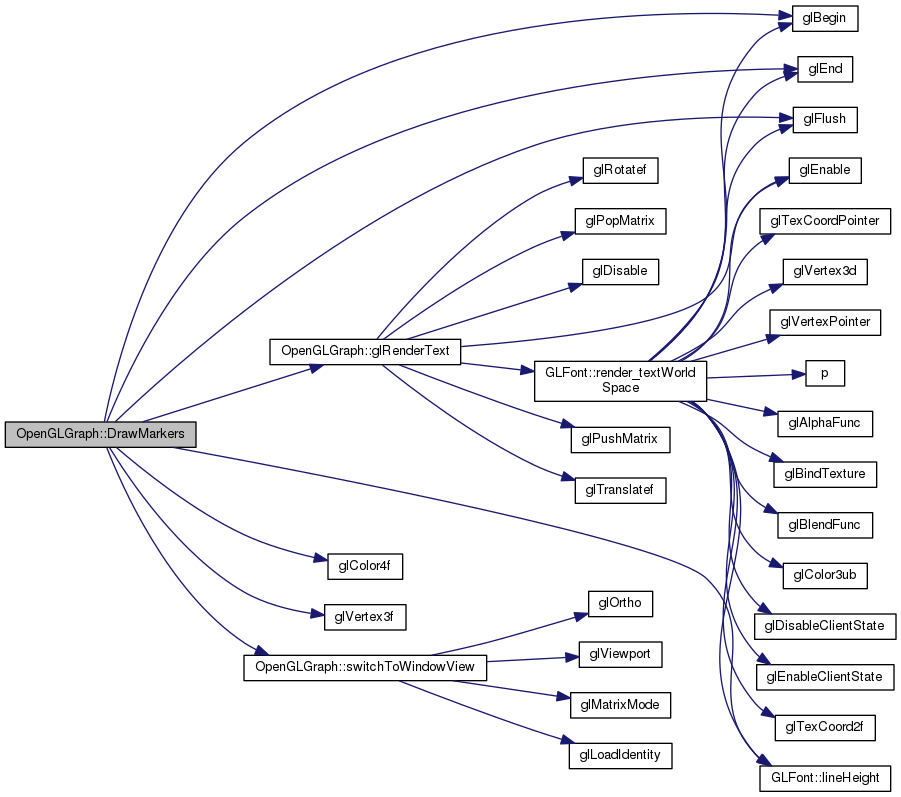 glBegin
glEnd
glFlush
glRotatef
glEnable
glPopMatrix
glTexCoordPointer
glDisable
glVertex3d
glVertexPointer
OpenGLGraph::glRenderText
GLFont::render_textWorld
Space
p
glAlphaFunc
OpenGLGraph::DrawMarkers
glPushMatrix
glBindTexture
glTranslatef
glBlendFunc
glColor4f
glColor3ub
glOrtho
glVertex3f
glDisableClientState
glViewport
OpenGLGraph::switchToWindowView
glEnableClientState
glMatrixMode
glTexCoord2f
glLoadIdentity
GLFont::lineHeight